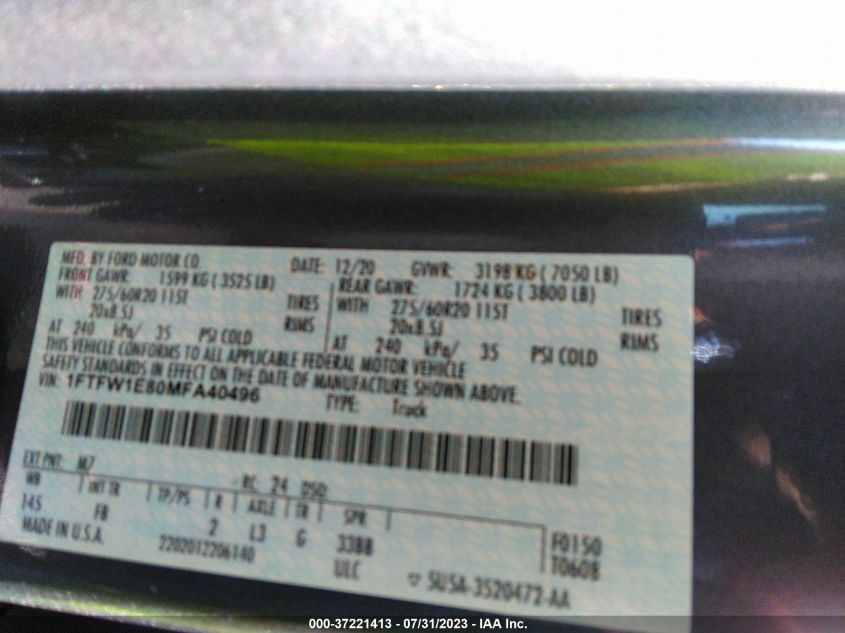 MFD. BY FORD MOTOR CO. DATE: 12/20 GVWR: 3198 KG ( 7050 LB)
FRONT GAWR: 1599 KG ( 3525 LB) REAR GAWR: 1724 KG ( 3800 LB)
WITH 275/60R20 115T TIRES WITH 275/60R20 115T TIRES
20x8.5J RIMS 20x8.5J RIMS
AT 240 kPa/ 35 PSI COLD AT 240 kPa/ 35 PSI COLD
THIS VEHICLE CONFORMS TO ALL APPLICABLE FEDERAL MOTOR VEHICLE
SAFETY STANDARDS IN EFFECT ON THE DATE OF MANUFACTURE SHOWN ABOVE.
VIN: 1FTFW1E80MFA40496 TYPE: Truck
EXT PNT: M7 RC: 24 DSO:
WB INT TR TP/PS R AXLE TR SPR
145 FB 2 L3 G 33BB F0150
MADE IN U.S.A. 2202012206140 ULC T0608
5U5A-3520472-AA
000-37221413 - 07/31/2023 - IAA Inc.